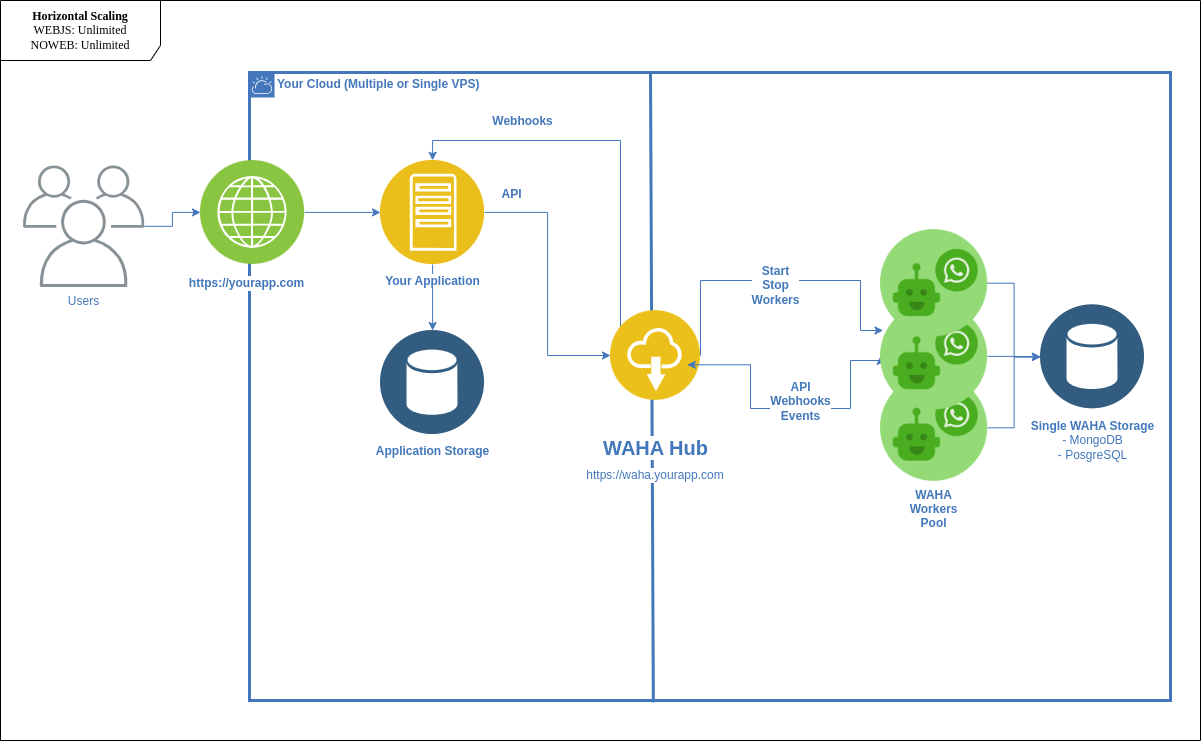 Horizontal Scaling
WEBJS: Unlimited
NOWEB: Unlimited
Your Cloud (Multiple or Single VPS)
Webhooks
API
https://yourapp.com
Your Application
Users
Start
Stop
Workers
API
Webhooks
Events
Application Storage
WAHA Hub
https://waha.yourapp.com
Single WAHA Storage
- MongoDB
- PosgreSQL
WAHA
Workers
Pool